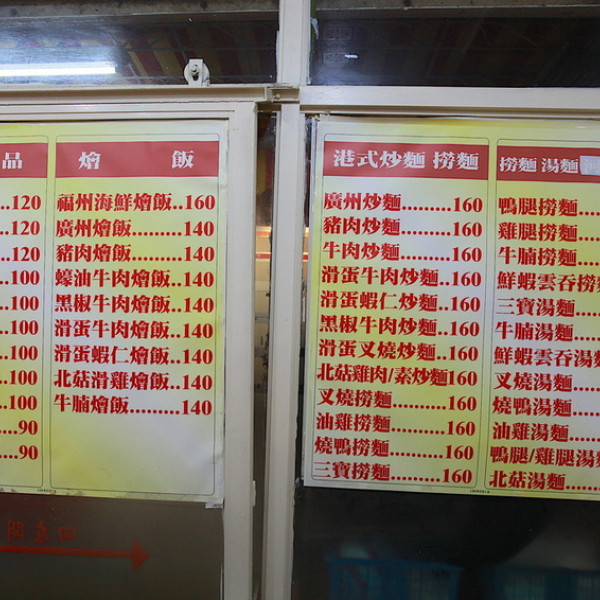 品
..120
..120
..120
..100
..100
..100
..100
..100
..100
..90
..90
燴 飯
福州海鮮燴飯..160
廣州燴飯........140
豬肉燴飯........140
蠔油牛肉燴飯..140
黑椒牛肉燴飯..140
滑蛋牛肉燴飯..140
滑蛋蝦仁燴飯..140
北菇滑雞燴飯..140
牛腩燴飯.........140
港式炒麵 撈麵
廣州炒麵.........160
豬肉炒麵.........160
牛肉炒麵.........160
滑蛋牛肉炒麵..160
滑蛋蝦仁炒麵..160
黑椒牛肉炒麵..160
滑蛋叉燒炒麵..160
北菇雞肉/素炒麵160
叉燒撈麵.........160
油雞撈麵.........160
燒鴨撈麵.........160
三寶撈麵.........160
撈麵 湯麵
鴨腿撈麵....
雞腿撈麵....
牛腩撈麵....
鮮蝦雲吞撈麵
三寶湯麵....
牛腩湯麵....
鮮蝦雲吞湯麵
叉燒湯麵....
燒鴨湯麵....
油雞湯麵....
鴨腿/雞腿湯麵
北菇湯麵....